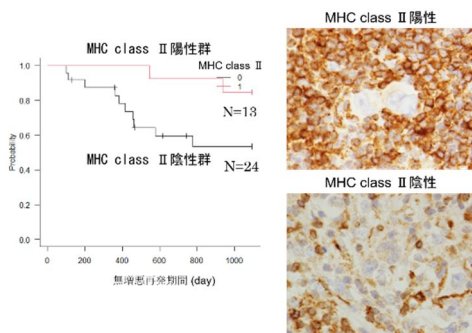 MHC class Ⅱ陽性群
MHC class Ⅱ
0
1
N=13
MHC class Ⅱ陰性群
N=24
Probability
1.0
0.8
0.6
0.4
0.2
0.0
0
200
400
600
800
1000
無増悪再発期間 (day)
MHC class Ⅱ陽性
MHC class Ⅱ陰性